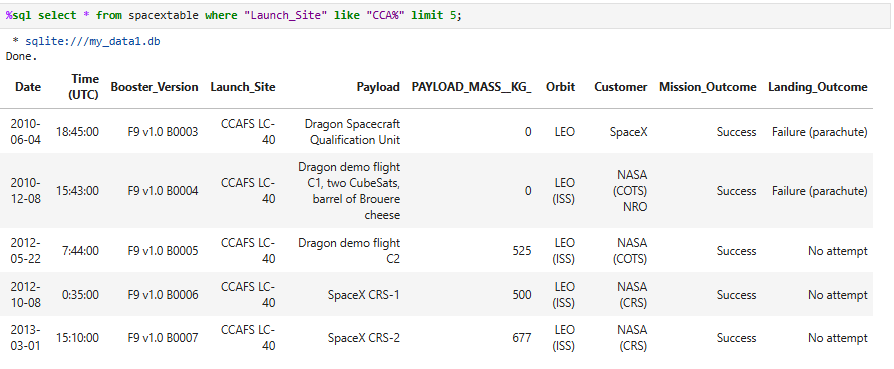 %sql select * from spacextable where "Launch_Site" like "CCA%" limit 5;
* sqlite:///my_data1.db
Done.
Date Time (UTC) Booster_Version Launch_Site Payload PAYLOAD_MASS__KG_ Orbit Customer Mission_Outcome Landing_Outcome
2010-06-04 18:45:00 F9 v1.0 B0003 CCAFS LC-40 Dragon Spacecraft Qualification Unit 0 LEO SpaceX Success Failure (parachute)
2010-12-08 15:43:00 F9 v1.0 B0004 CCAFS LC-40 Dragon demo flight C1, two CubeSats, barrel of Brouere cheese 0 LEO (ISS) NASA (COTS) NRO Success Failure (parachute)
2012-05-22 7:44:00 F9 v1.0 B0005 CCAFS LC-40 Dragon demo flight C2 525 LEO (ISS) NASA (COTS) Success No attempt
2012-10-08 0:35:00 F9 v1.0 B0006 CCAFS LC-40 SpaceX CRS-1 500 LEO (ISS) NASA (CRS) Success No attempt
2013-03-01 15:10:00 F9 v1.0 B0007 CCAFS LC-40 SpaceX CRS-2 677 LEO (ISS) NASA (CRS) Success No attempt